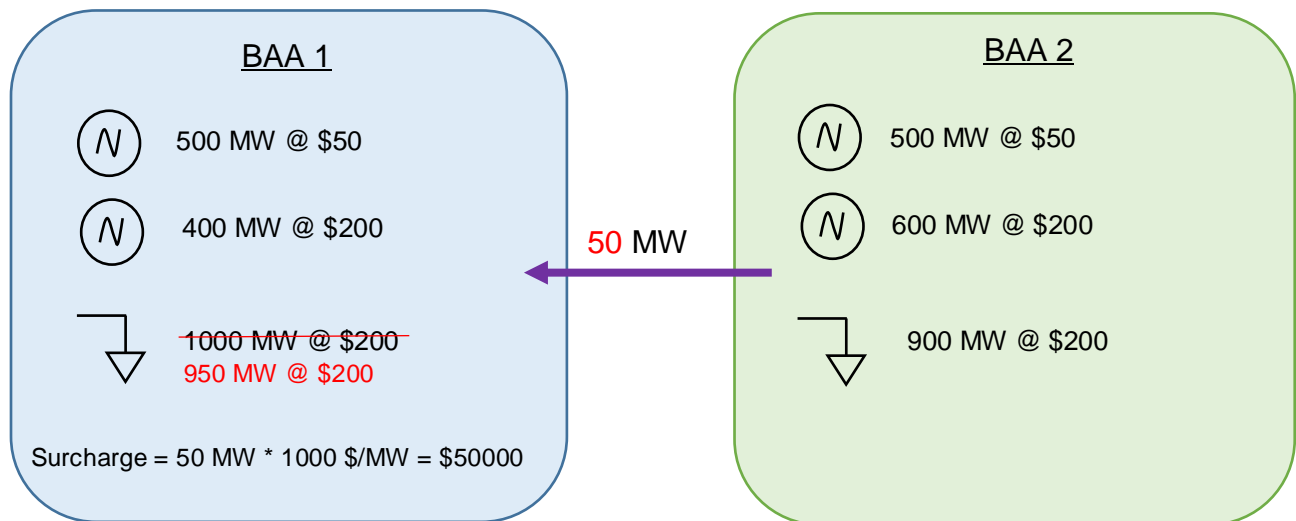 BAA 1
500 MW @ $50
400 MW @ $200
1000 MW @ $200
950 MW @ $200
Surcharge = 50 MW * 1000 $/MW = $50000
50 MW
BAA 2
500 MW @ $50
600 MW @ $200
900 MW @ $200